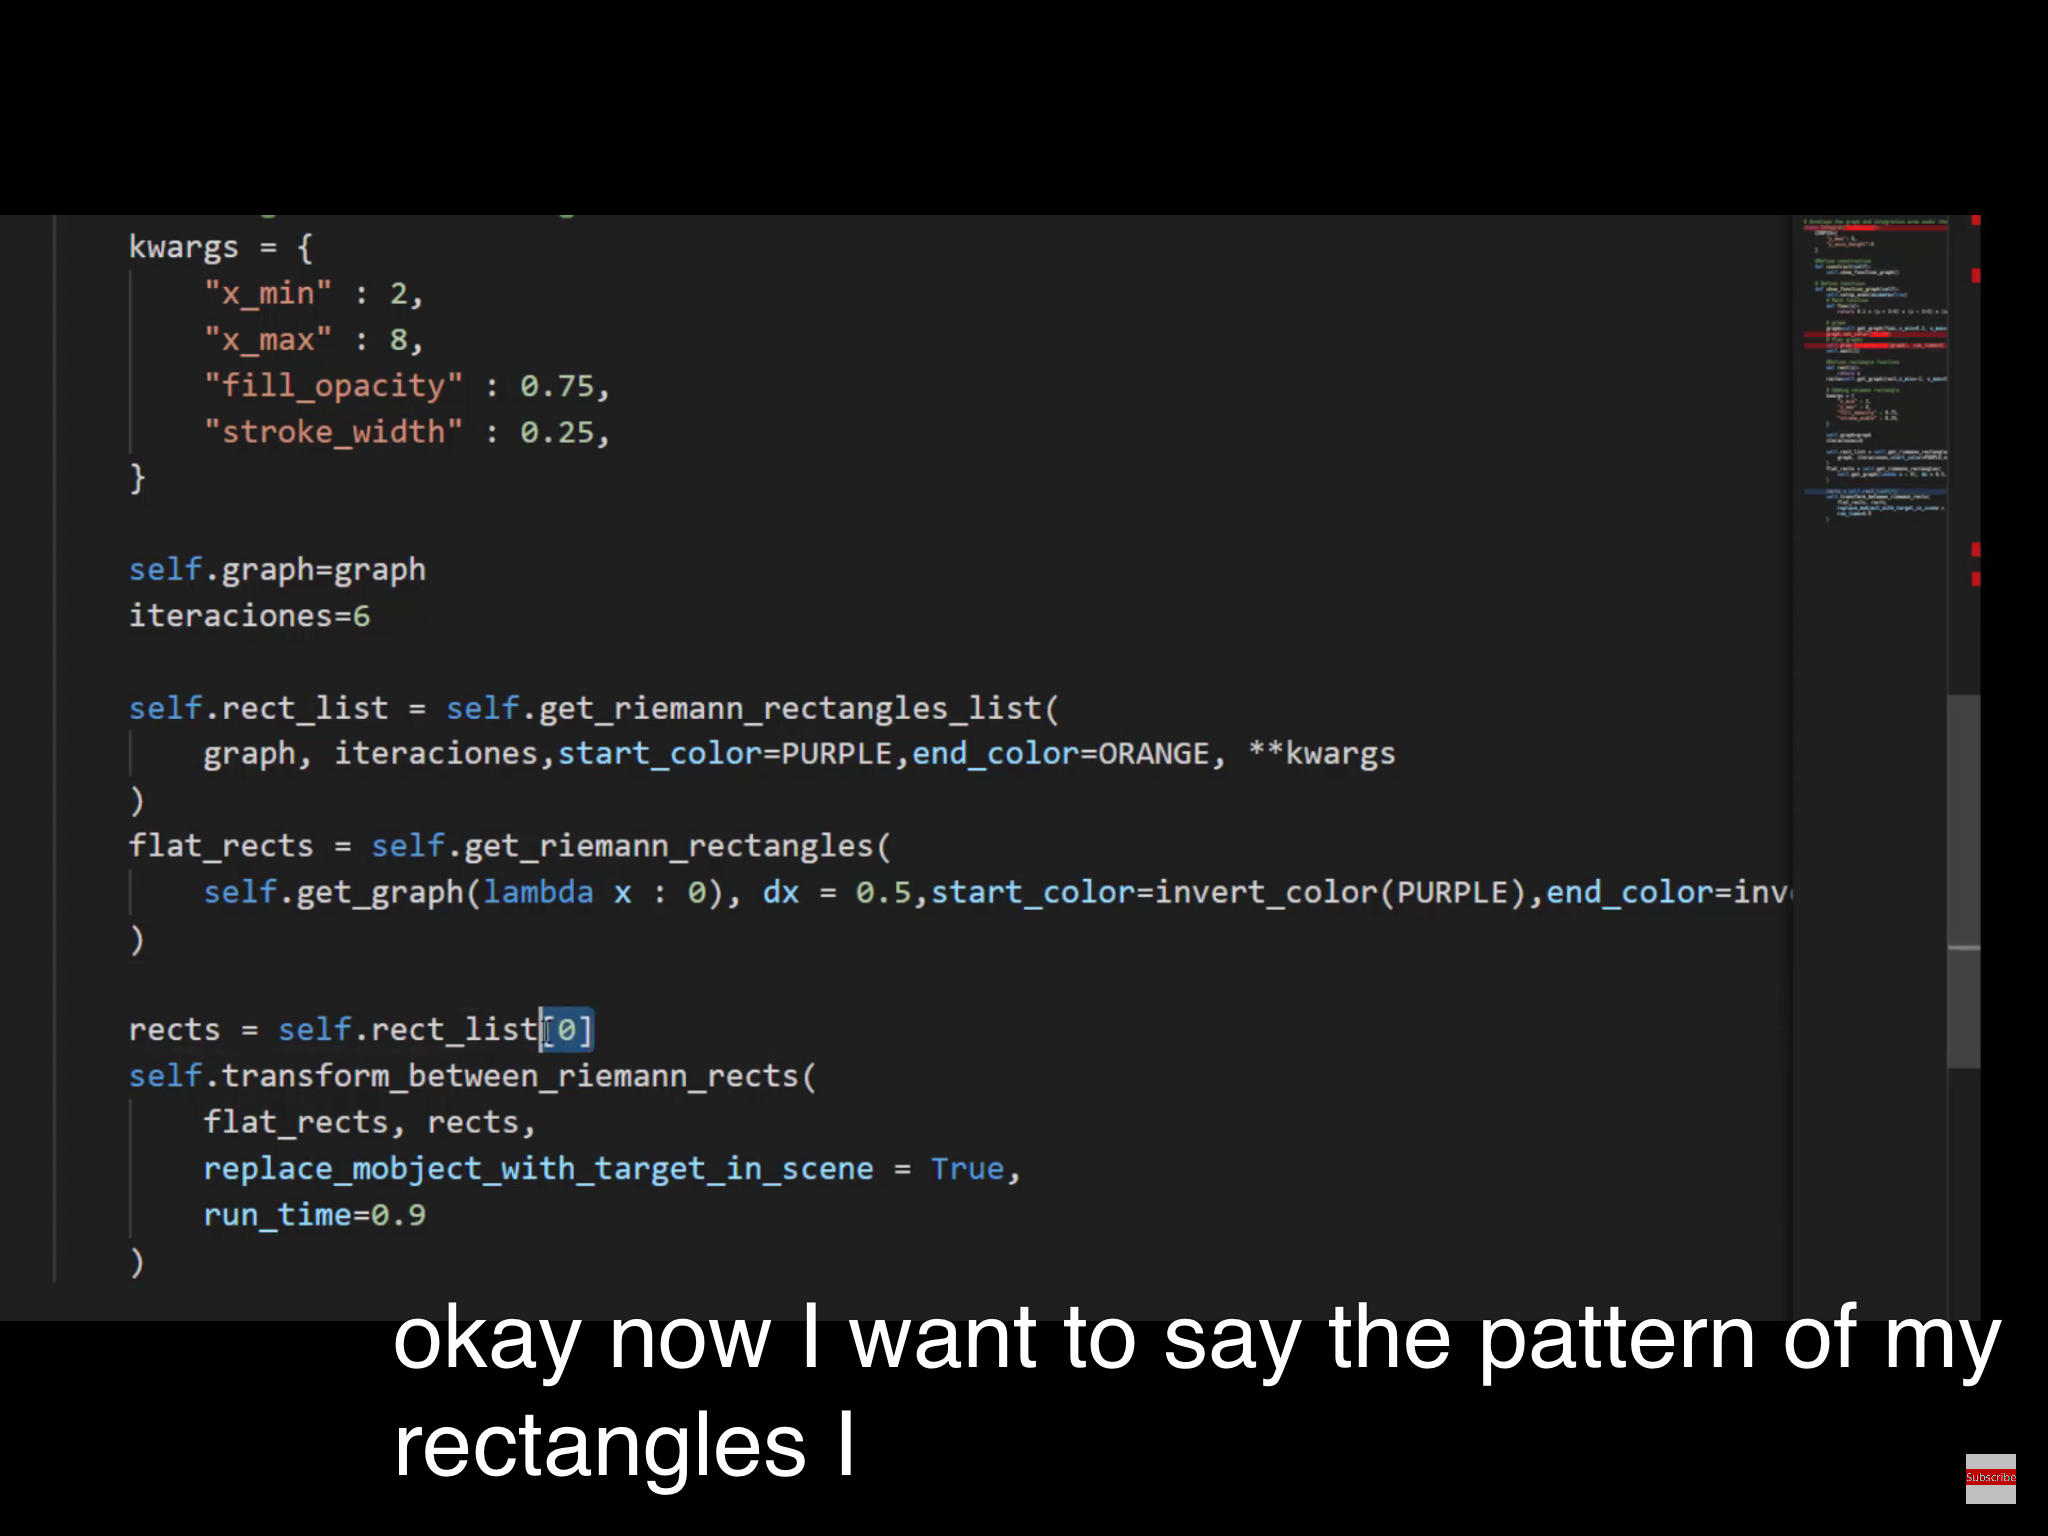 kwargs = {
"x_min" : 2,
"x_max" : 8,
"fill_opacity" : 0.75,
"stroke_width" : 0.25,
}
self.graph=graph
iteraciones=6
self.rect_list = self.get_riemann_rectangles_list(
graph, iteraciones,start_color=PURPLE,end_color=ORANGE, **kwargs
)
flat_rects = self.get_riemann_rectangles(
self.get_graph(lambda x : 0), dx = 0.5,start_color=invert_color(PURPLE),end_color=inv
)
rects = self.rect_list[0]
self.transform_between_riemann_rects(
flat_rects, rects,
replace_mobject_with_target_in_scene = True,
run_time=0.9
)
okay now I want to say the pattern of my
rectangles I
Subscribe